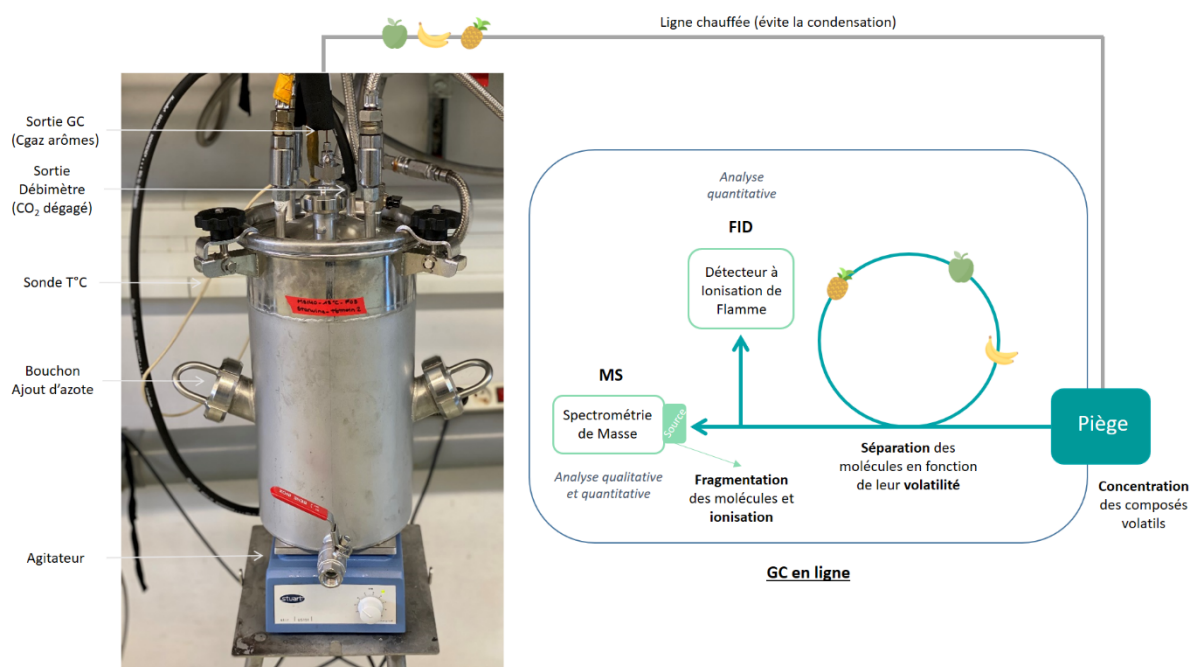 Ligne chauffée (évite la condensation)
Sortie GC
(Cgaz arômes)
Sortie
Débimètre
(CO₂ dégagé)
Sonde T°C
Bouchon
Ajout d'azote
Agitateur
STUART
Analyse
quantitative
FID
Détecteur à
Ionisation de
Flamme
MS
Spectrométrie
de Masse
Source
Analyse qualitative
et quantitative
Fragmentation
des molécules et
ionisation
Séparation des
molécules en fonction
de leur volatilité
Piège
Concentration
des composés
volatils
GC en ligne